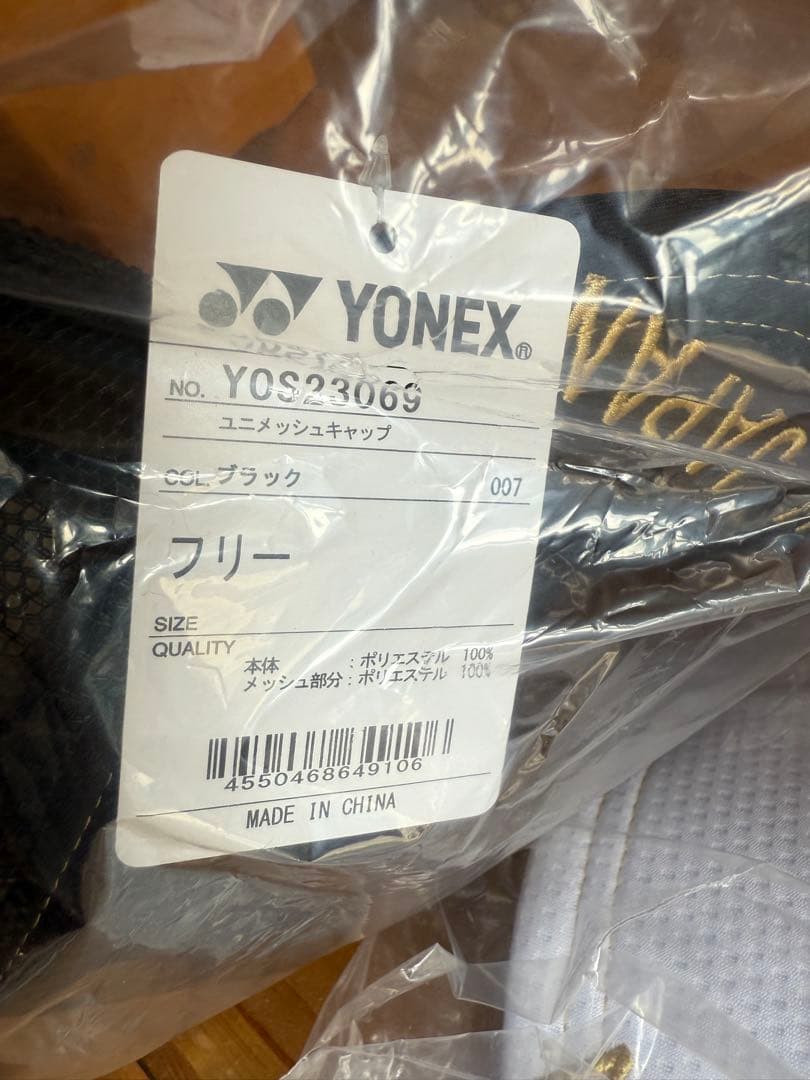 YONEX®
NO. YOS23069
ユニメッシュキャップ
COL. ブラック 007
フリー
SIZE
QUALITY
本体 : ポリエステル 100%
メッシュ部分 : ポリエステル 100%
4550468649106
MADE IN CHINA